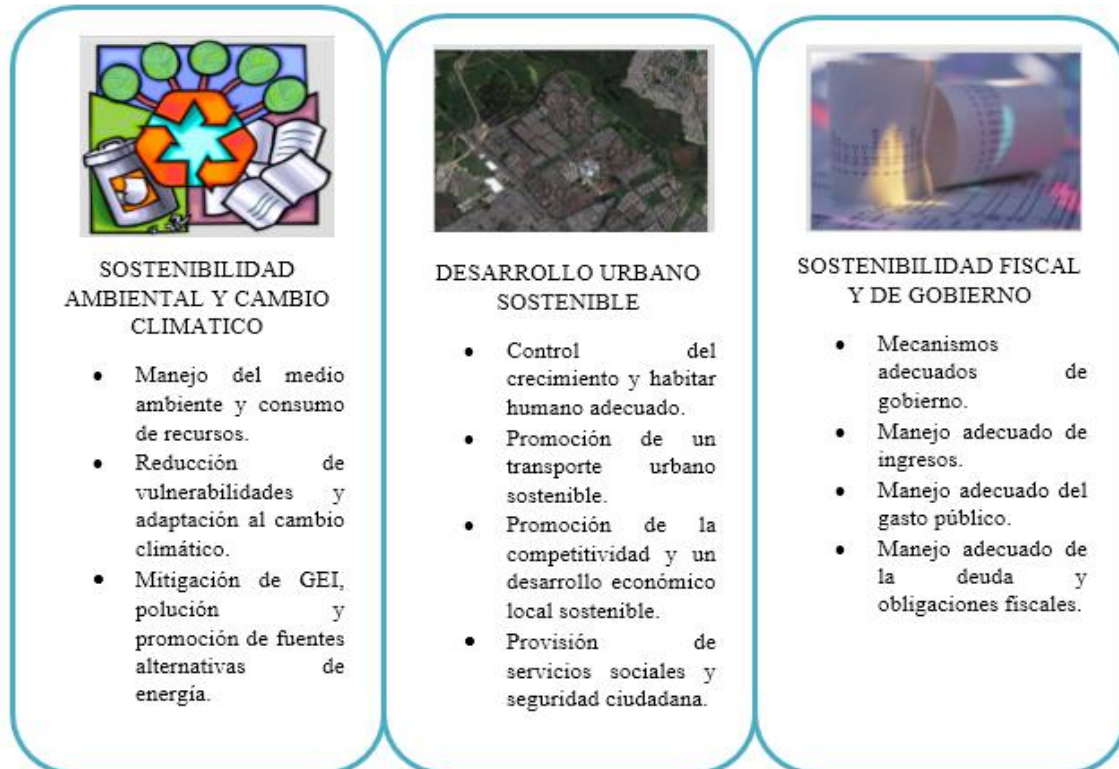 SOSTENIBILIDAD
AMBIENTAL Y CAMBIO
CLIMATICO
• Manejo del medio
ambiente y consumo
de recursos.
• Reducción de
vulnerabilidades y
adaptación al cambio
climático.
• Mitigación de GEI,
polución y
promoción de fuentes
alternativas de
energía.
DESARROLLO URBANO
SOSTENIBLE
• Control del
crecimiento y habitar
humano adecuado.
• Promoción de un
transporte urbano
sostenible.
• Promoción de la
competitividad y un
desarrollo económico
local sostenible.
• Provisión de
servicios sociales y
seguridad ciudadana.
SOSTENIBILIDAD FISCAL
Y DE GOBIERNO
• Mecanismos
adecuados de
gobierno.
• Manejo adecuado de
ingresos.
• Manejo adecuado del
gasto público.
• Manejo adecuado de
la deuda y
obligaciones fiscales.